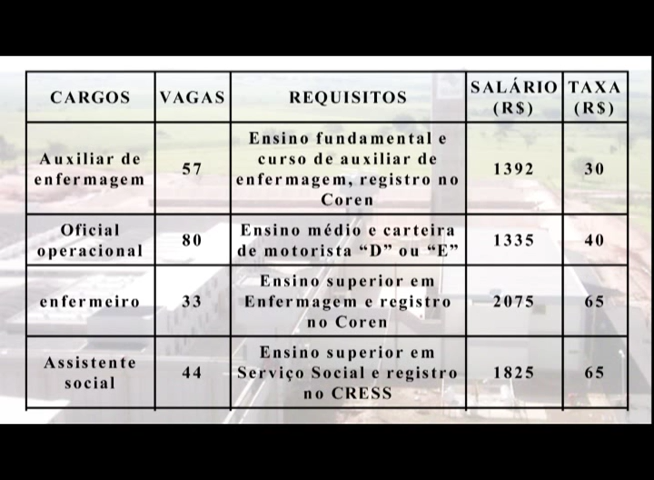 CARGOS VAGAS REQUISITOS SALÁRIO (R$) TAXA (R$)
Auxiliar de enfermagem 57 Ensino fundamental e curso de auxiliar de enfermagem, registro no Coren 1392 30
Oficial operacional 80 Ensino médio e carteira de motorista “D” ou “E” 1335 40
enfermeiro 33 Ensino superior em Enfermagem e registro no Coren 2075 65
Assistente social 44 Ensino superior em Serviço Social e registro no CRESS 1825 65